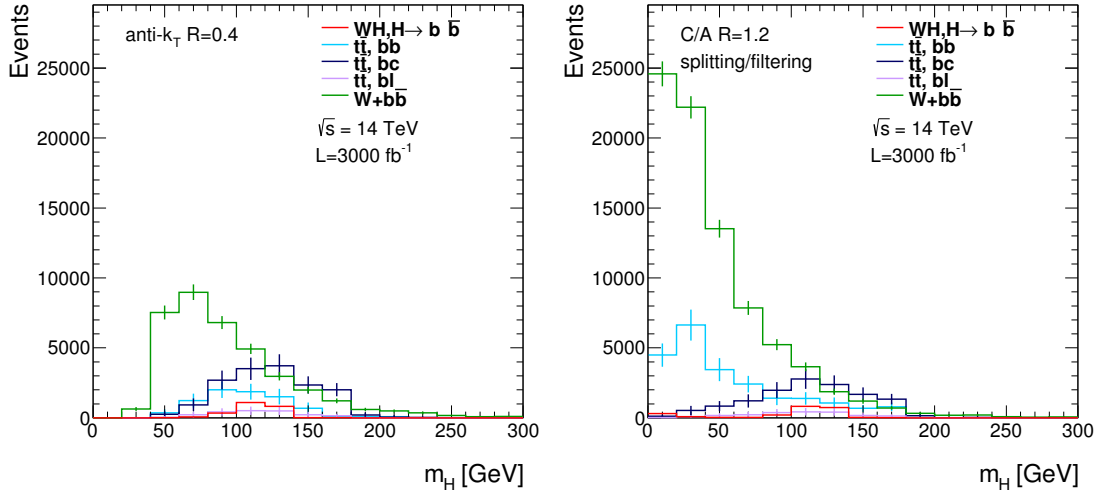 Events
anti-k_T R=0.4
WH,H→ b b̄
tt̄, bb
tt̄, bc
tt̄, bl
W+bb̄
√s = 14 TeV
L=3000 fb⁻¹
25000
20000
15000
10000
5000
0
0 50 100 150 200 250 300
m_H [GeV]
Events
C/A R=1.2
splitting/filtering
WH,H→ b b̄
tt̄, bb
tt̄, bc
tt̄, bl
W+bb̄
√s = 14 TeV
L=3000 fb⁻¹
25000
20000
15000
10000
5000
0
0 50 100 150 200 250 300
m_H [GeV]